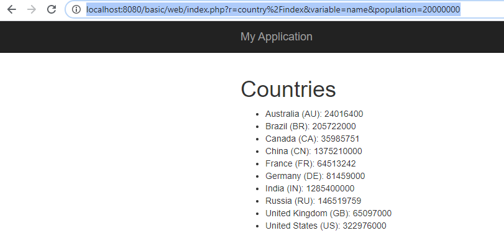 localhost:8080/basic/web/index.php?r=country%2Findex&variable=name&population=20000000
My Application
Countries
• Australia (AU): 24016400
• Brazil (BR): 205722000
• Canada (CA): 35985751
• China (CN): 1375210000
• France (FR): 64513242
• Germany (DE): 81459000
• India (IN): 1285400000
• Russia (RU): 146519759
• United Kingdom (GB): 65097000
• United States (US): 322976000